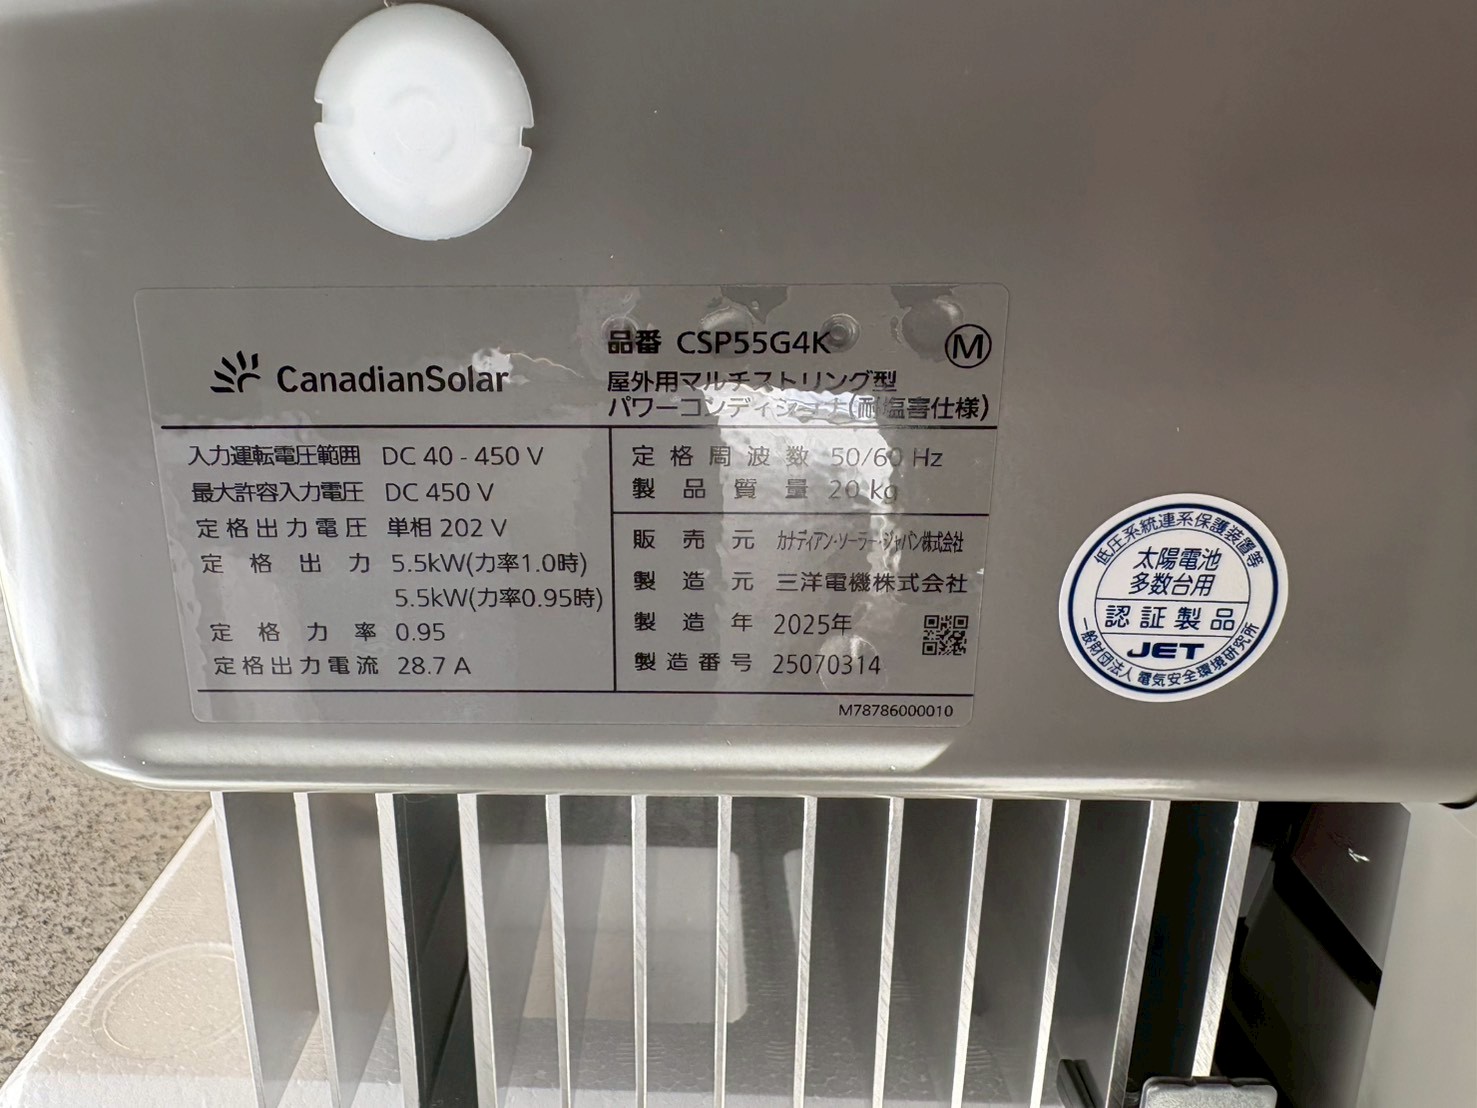 CanadianSolar
品番 CSP55G4K
M
屋外用マルチストリング型
パワーコンディショナ(耐塩害仕様)
入力運転電圧範囲 DC 40 - 450 V
最大許容入力電圧 DC 450 V
定格出力電圧 単相 202 V
定格出力 5.5kW(力率1.0時)
5.5kW(力率0.95時)
定格力率 0.95
定格出力電流 28.7 A
定格周波数 50/60 Hz
製品質量 20 kg
販売元 カナディアン・ソーラー・ジャパン株式会社
製造元 三洋電機株式会社
製造年 2025年
製造番号 25070314
M78786000010
低圧系統連系保護装置等
太陽電池
多数台用
認証製品
JET
一般財団法人 電気安全環境研究所